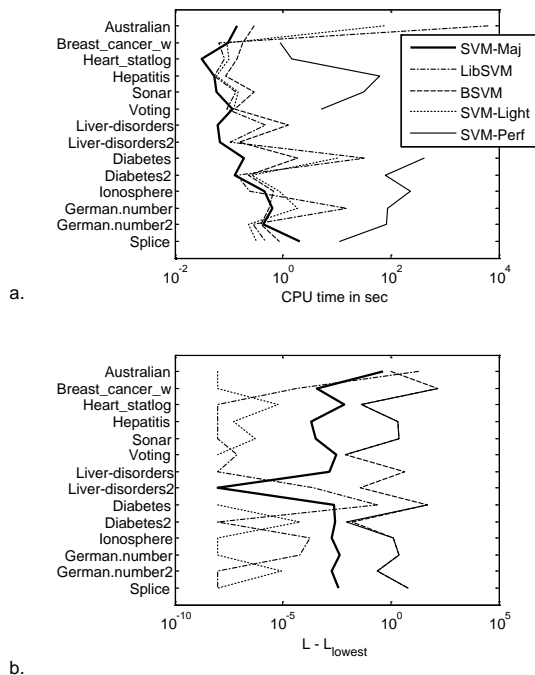 Australian
Breast_cancer_w
Heart_statlog
Hepatitis
Sonar
Voting
Liver-disorders
Liver-disorders2
Diabetes
Diabetes2
Ionosphere
German.number
German.number2
Splice
SVM-Maj
LibSVM
BSVM
SVM-Light
SVM-Perf
10^-2 10^0 10^2 10^4
CPU time in sec
a.
Australian
Breast_cancer_w
Heart_statlog
Hepatitis
Sonar
Voting
Liver-disorders
Liver-disorders2
Diabetes
Diabetes2
Ionosphere
German.number
German.number2
Splice
10^-10 10^-5 10^0 10^5
L - L_lowest
b.